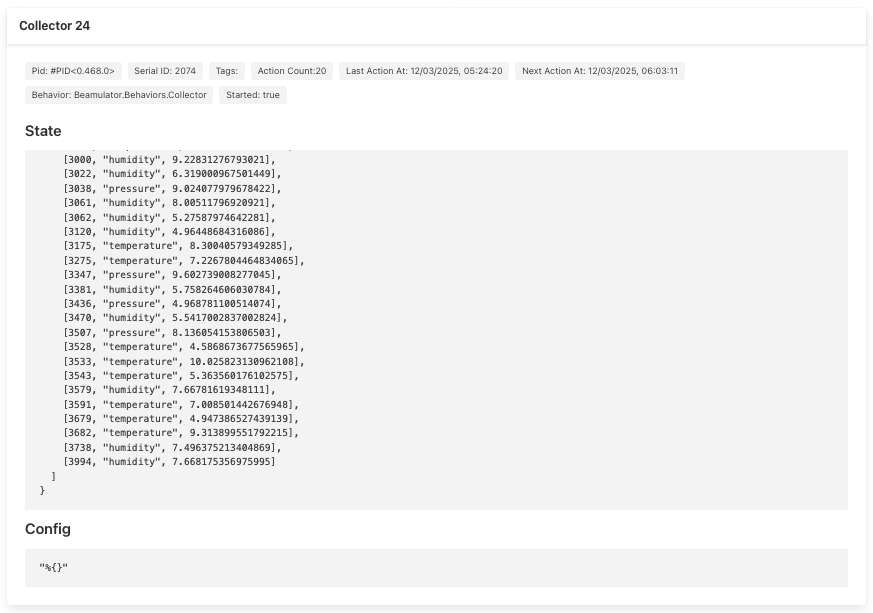 Collector 24
Pid: #PID<0.468.0> Serial ID: 2074 Tags: Action Count:20 Last Action At: 12/03/2025, 05:24:20 Next Action At: 12/03/2025, 06:03:11
Behavior: Beamulator.Behaviors.Collector Started: true
State
[3000, "humidity", 9.22831276793021],
[3022, "humidity", 6.319000967501449],
[3038, "pressure", 9.024077979678422],
[3061, "humidity", 8.00511796920921],
[3062, "humidity", 5.27587974642281],
[3120, "humidity", 4.96448684316086],
[3175, "temperature", 8.30040579349285],
[3275, "temperature", 7.2267804464834065],
[3347, "pressure", 9.602739008277045],
[3381, "humidity", 5.758264606030784],
[3436, "pressure", 4.968781100514074],
[3470, "humidity", 5.5417002837002824],
[3507, "pressure", 8.136054153806503],
[3528, "temperature", 4.5868673677565965],
[3533, "temperature", 10.025823130962108],
[3543, "temperature", 5.363560176102575],
[3579, "humidity", 7.66781619348111],
[3591, "temperature", 7.008501442676948],
[3679, "temperature", 4.947386527439139],
[3682, "temperature", 9.313899551792215],
[3738, "humidity", 7.496375213404869],
[3994, "humidity", 7.668175356975995]
]
}
Config
"%{}"